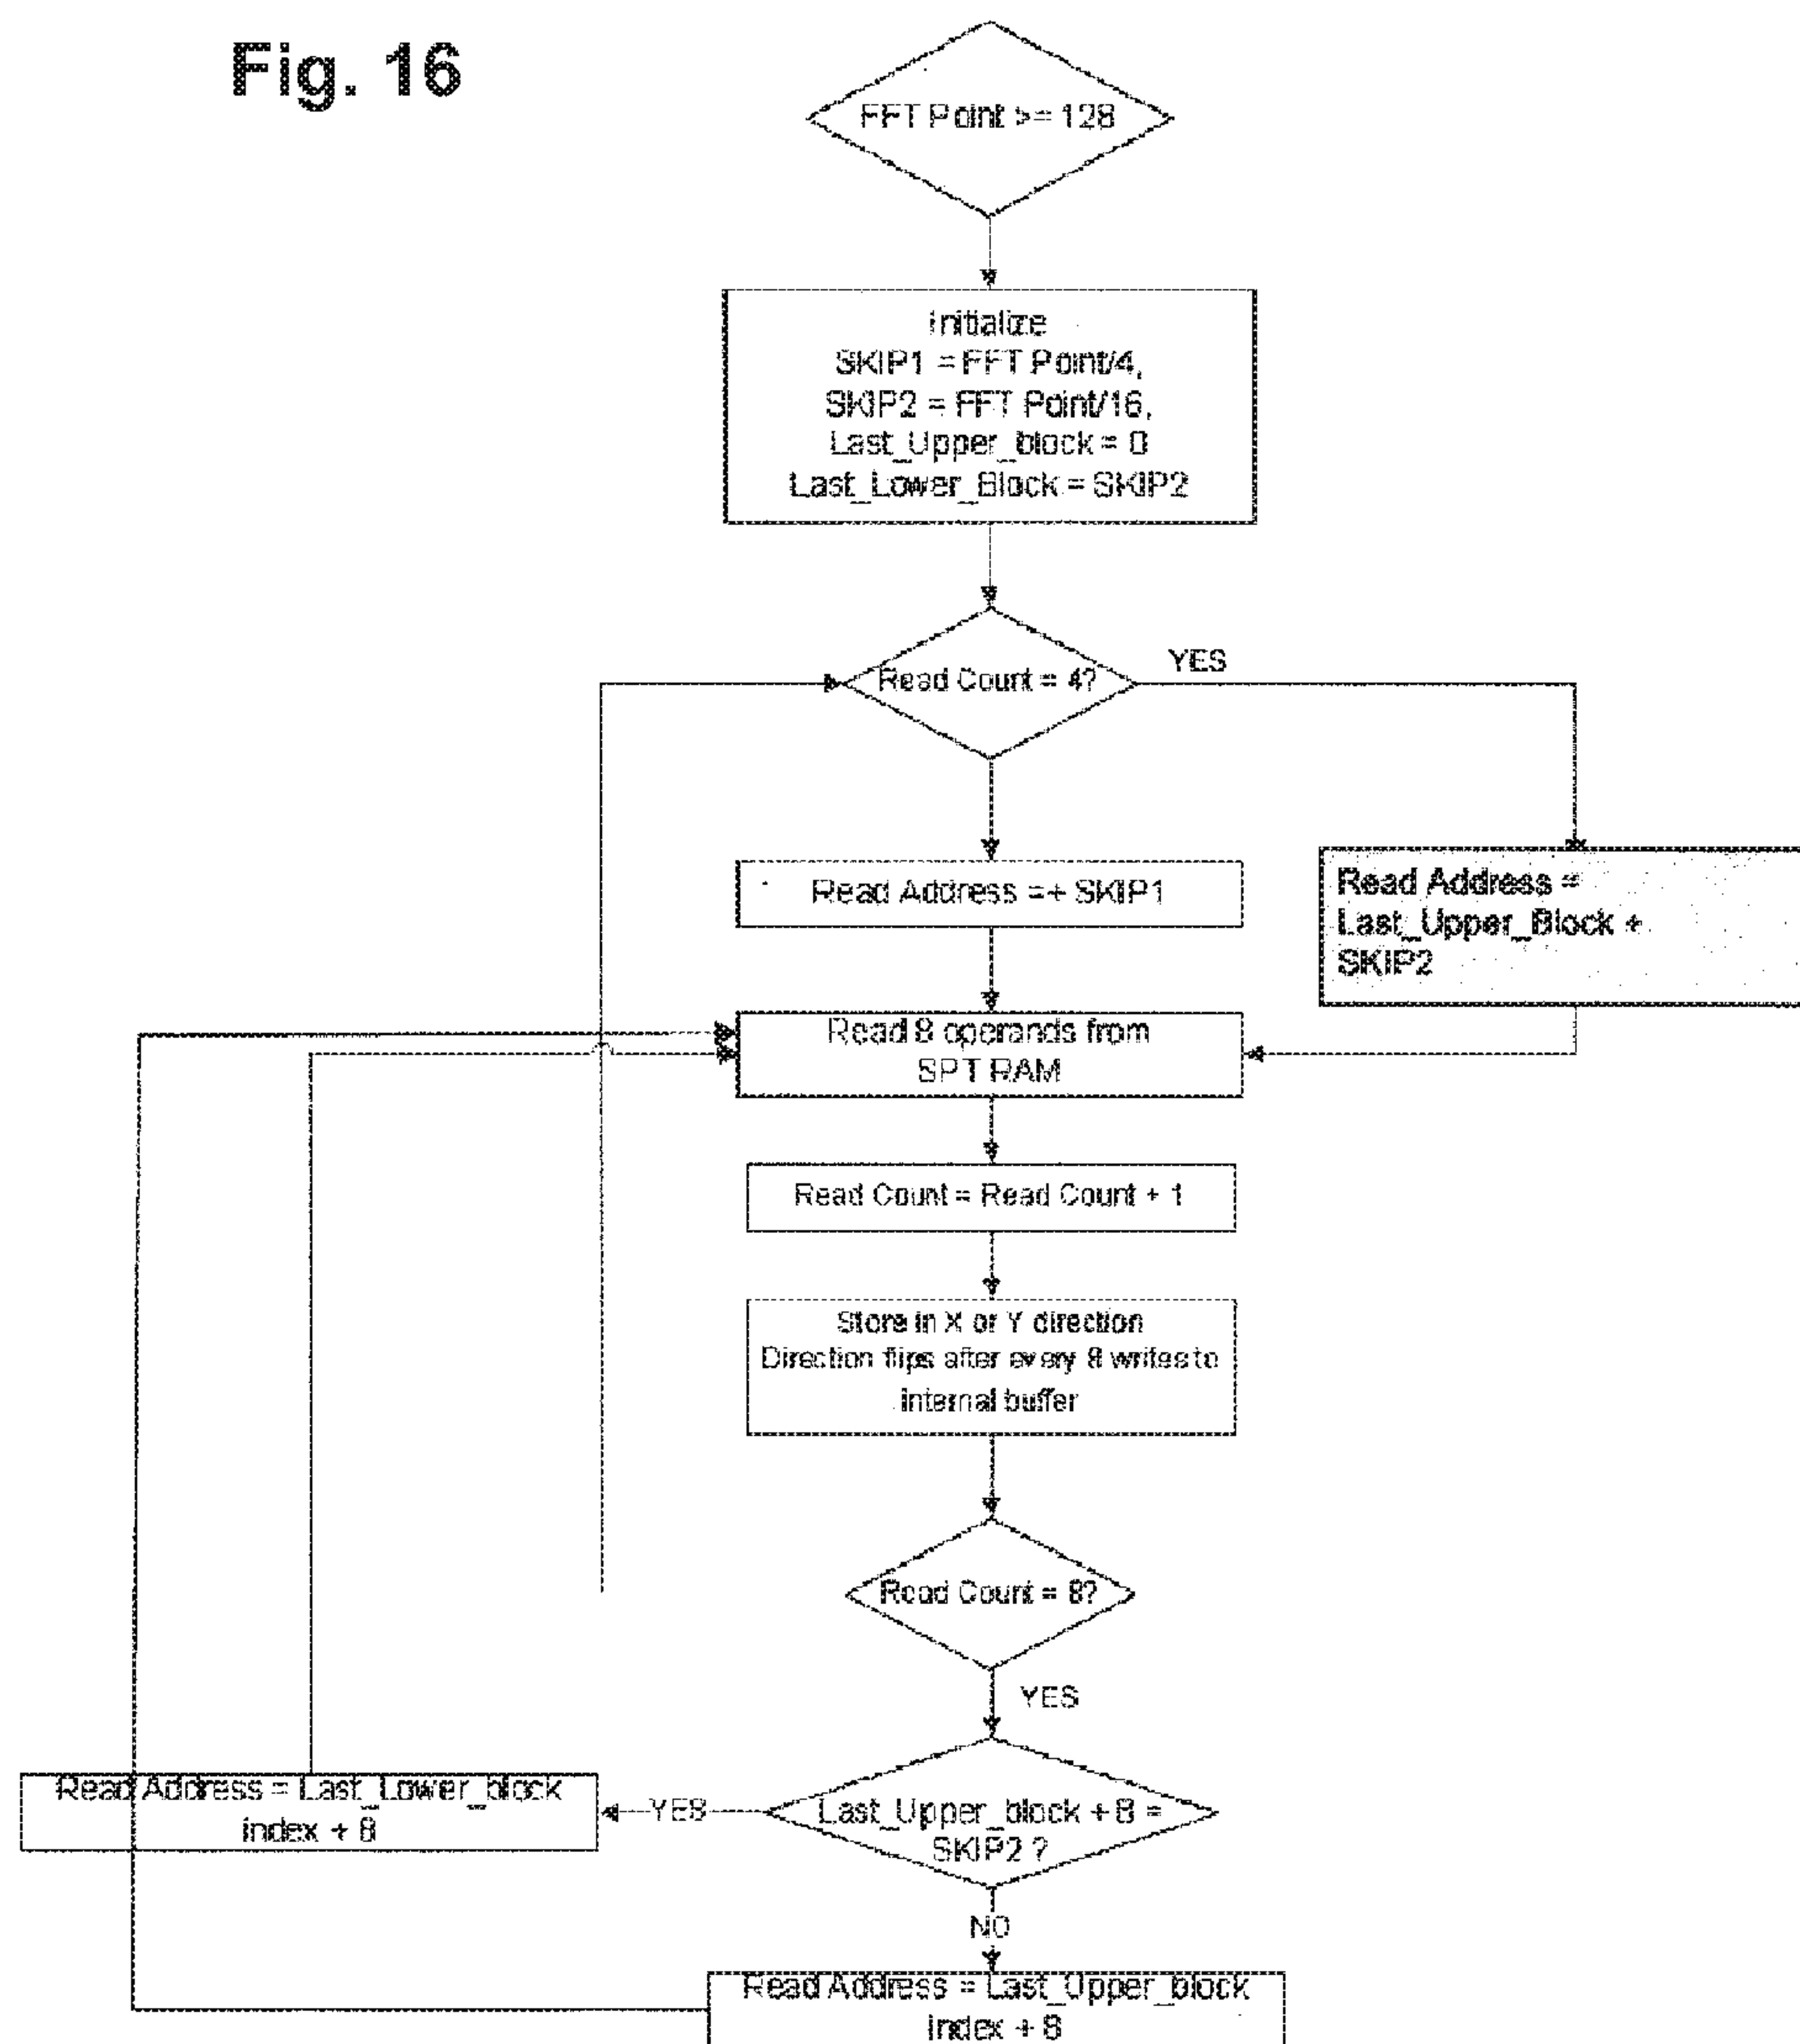 Fig. 16
FFT Point >= 128
Initialize
SKIP1 = FFT Point/4,
SKIP2 = FFT Point/16,
Last_Upper_block = 0
Last_Lower_Block = SKIP2
Read Count = 4?
YES
Read Address =+ SKIP1
Read Address =
Last_Upper_Block +
SKIP2
Read 8 operands from
SPT RAM
Read Count = Read Count + 1
Store in X or Y direction
Direction flips after every 8 writes to
internal buffer
Read Count = 8?
YES
Last_Upper_block + 8 =
SKIP2 ?
YES
Read Address = Last_Lower_block
index + 8
NO
Read Address = Last_Upper_block
index + 8